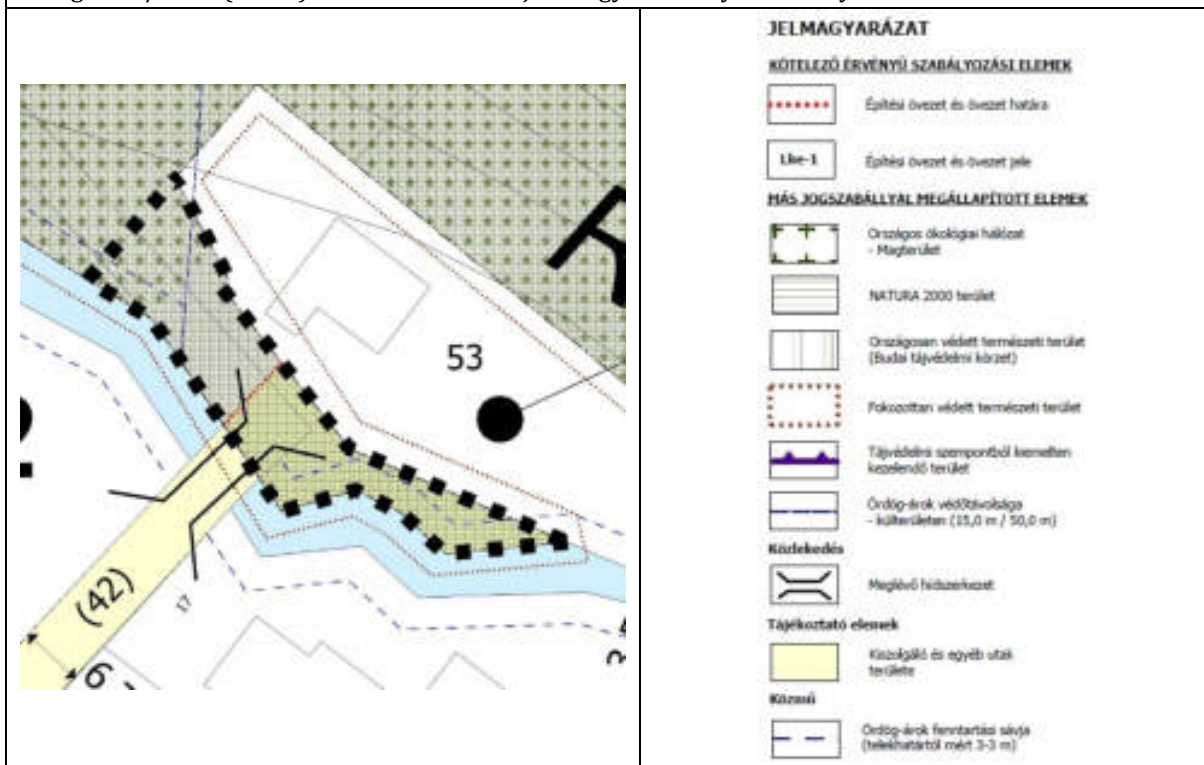 JELMAGYARÁZAT
KÖTELEZŐ ÉRVÉNYŰ SZABÁLYOZÁSI ELEMEK
Építési övezet és övezet határa
Lke-1
Építési övezet és övezet jele
MÁS JOGSZABÁLLYAL MEGÁLLAPÍTOTT ELEMEK
Országos ökológiai hálózat
- Magterület
NATURA 2000 terület
Országosan védett természeti terület
(Budai tájvédelmi körzet)
Fokozottan védett természeti terület
Tájvédelmi szempontból kiemelten
kezelendő terület
Ördög-árok védőtávolsága
- külterületen (15,0 m / 50,0 m)
Közlekedés
Meglévő hídszerkezet
Tájékoztató elemek
Kiszolgáló és egyéb utak
területe
Közmű
Ördög-árok fenntartási sávja
(telekhatártól mért 3-3 m)
53
(42)
17
6